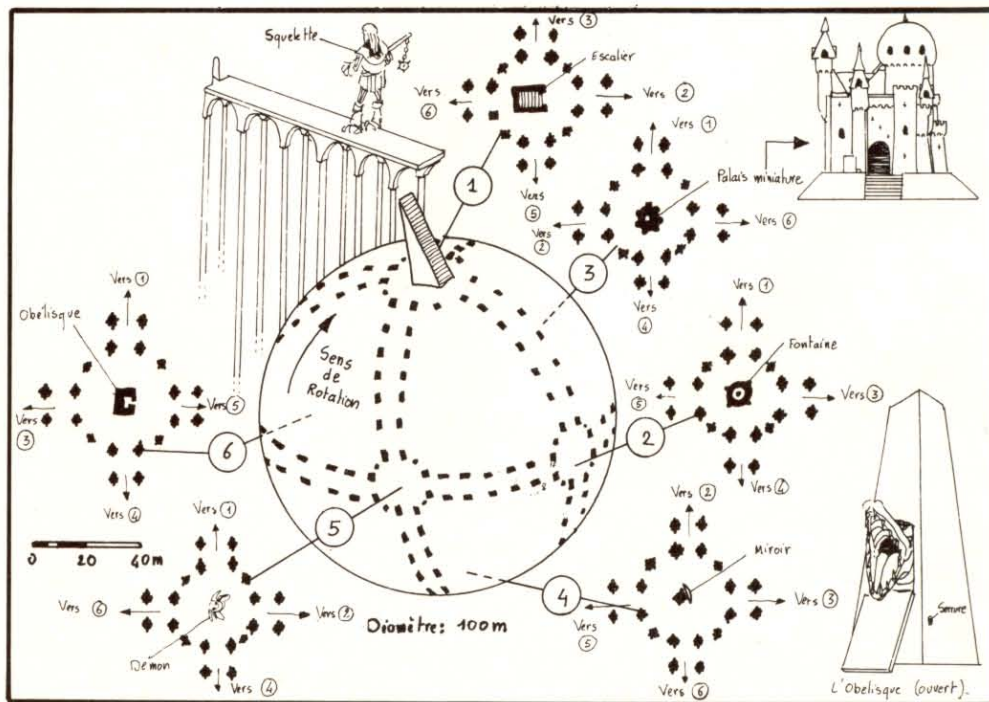 Squelette
Vers ③
Escalier
Vers ⑥
Vers ②
Vers ⑤
1
Vers ①
Palais miniature
Vers ②
Vers ⑥
3
Vers ④
Vers ①
Obélisque
Vers ③
Vers ⑤
6
Vers ④
Sens de Rotation
Vers ①
Fontaine
Vers ⑤
Vers ③
2
Vers ④
Vers ①
5
Vers ⑥
Vers ②
Démon
Vers ④
0 20 40m
Diamètre: 100m
Vers ②
Miroir
4
Vers ⑤
Vers ③
Vers ⑥
Serrure
L'Obélisque (ouvert).